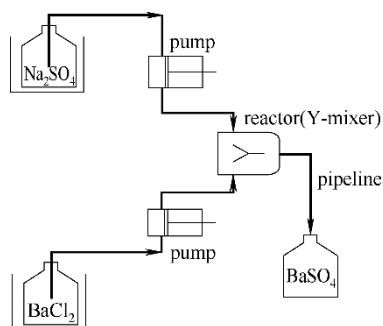 pump
Na₂SO₄
reactor(Y-mixer)
pipeline
pump
BaSO₄
BaCl₂